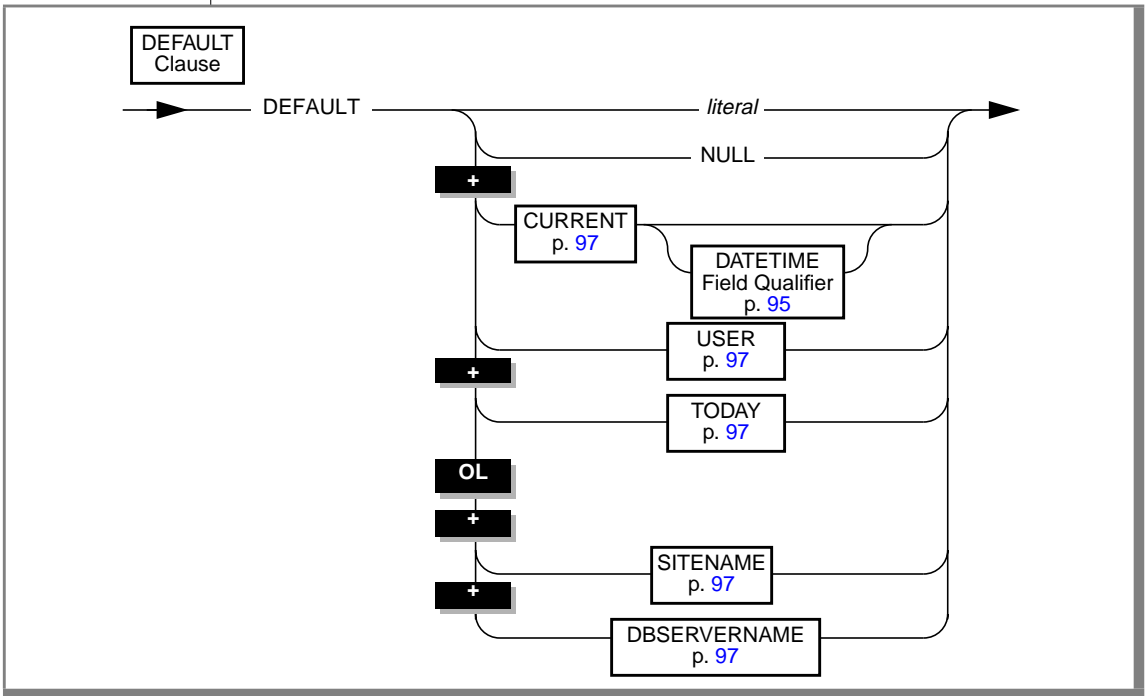 DEFAULT
Clause
DEFAULT
literal
NULL
+
CURRENT
p. 97
DATETIME
Field Qualifier
p. 95
USER
p. 97
+
TODAY
p. 97
OL
+
SITENAME
p. 97
+
DBSERVERNAME
p. 97